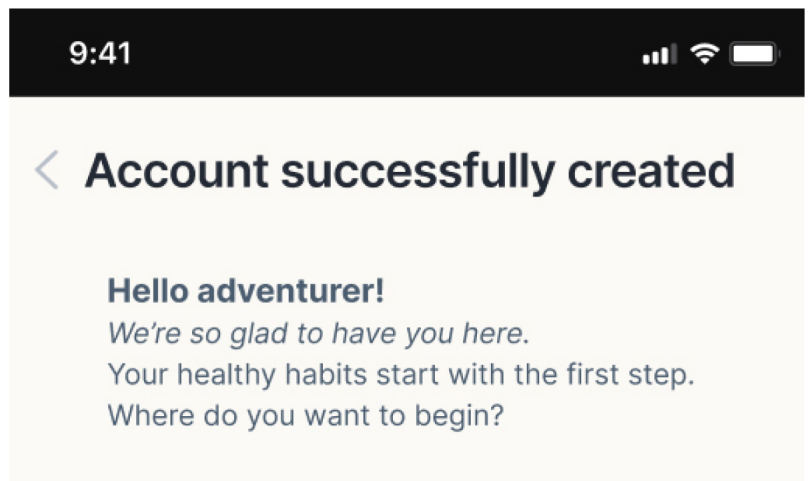 9:41
Account successfully created
Hello adventurer!
We're so glad to have you here.
Your healthy habits start with the first step.
Where do you want to begin?